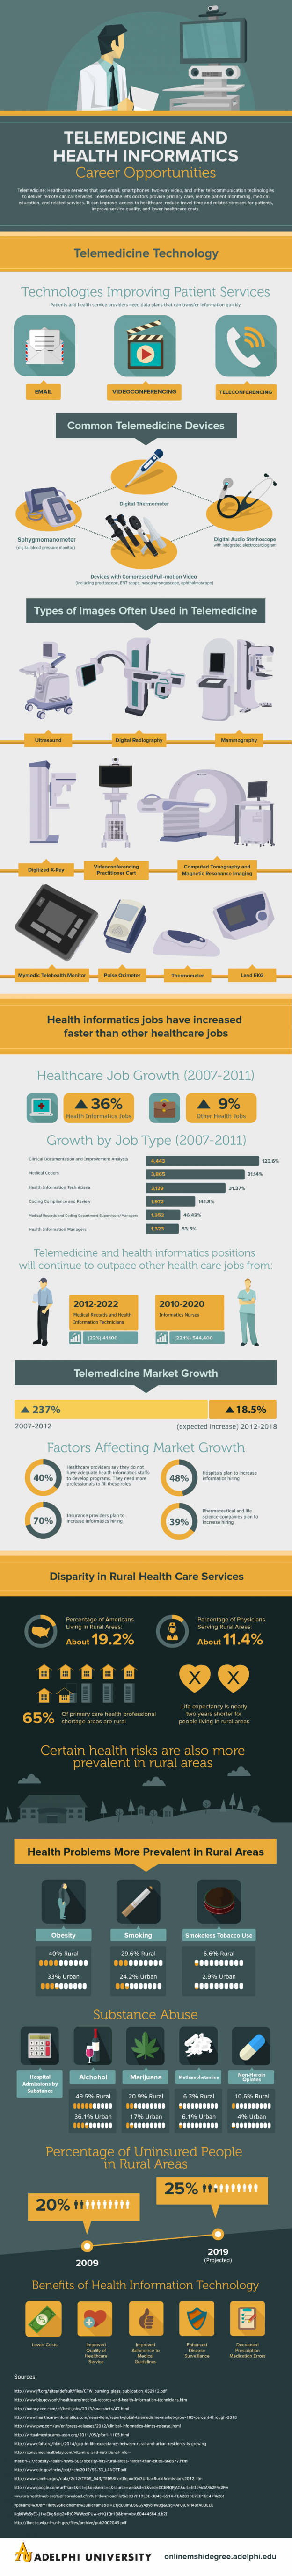 TELEMEDICINE AND
HEALTH INFORMATICS
Career Opportunities
Telemedicine: Healthcare services that use email, smartphones, two-way video, and other telecommunication technologies
to deliver remote clinical services. Telemedicine lets doctors provide primary care, remote patient monitoring, medical
education, and related services. It can improve access to healthcare, reduce travel and related stresses for patients,
improve service quality, and lower healthcare costs.
Telemedicine Technology
Technologies Improving Patient Services
Patients and health service providers need data plans that can transfer information quickly
EMAIL
VIDEOCONFERENCING
TELECONFERENCING
Common Telemedicine Devices
Digital Thermometer
Sphygmomanometer
(digital blood pressure monitor)
Digital Audio Stethoscope
with integrated electrocardiogram
Devices with Compressed Full-motion Video
(including proctoscope, ENT scope, nasopharyngoscope, ophthalmoscope)
Types of Images Often Used in Telemedicine
Ultrasound
Digital Radiography
Mammography
Digitized X-Ray
Videoconferencing
Practitioner Cart
Computed Tomography and
Magnetic Resonance Imaging
Mymedic Telehealth Monitor
Pulse Oximeter
Thermometer
Lead EKG
Health informatics jobs have increased
faster than other healthcare jobs
Healthcare Job Growth (2007-2011)
36%
Health Informatics Jobs
9%
Other Health Jobs
Growth by Job Type (2007-2011)
Clinical Documentation and Improvement Analysts
4,442
123.6%
Medical Coders
3,865
31.14%
Health Information Technicians
31.37%
Coding Compliance and Review
1,872
141.8%
Medical Records and Coding Department Supervisors/Managers
1,352
46.43%
Health Information Managers
1,323
53.5%
Telemedicine and health informatics positions
will continue to outpace other health care jobs from:
2012-2022
Medical Records and Health
Information Technicians
(22%) 41,100
2010-2020
Informatics Nurses
(22.1%) 544,400
Telemedicine Market Growth
237%
18.5%
2007-2012
(expected increase) 2012-2018
Factors Affecting Market Growth
40%
Healthcare providers say they do not
have adequate health informatics staffs
to develop programs. They need more
professionals to fill these roles
48%
Hospitals plan to increase
informatics hiring
70%
Insurance providers plan to
increase informatics hiring
39%
Pharmaceutical and life
science companies plan to
increase hiring
Disparity in Rural Health Care Services
Percentage of Americans
Living in Rural Areas:
About 19.2%
Percentage of Physicians
Serving Rural Areas:
About 11.4%
X X
65% Of primary care health professional
shortage areas are rural
Life expectancy is nearly
two years shorter for
people living in rural areas
Certain health risks are also more
prevalent in rural areas
Health Problems More Prevalent in Rural Areas
Obesity
Smoking
Smokeless Tobacco Use
40% Rural
29.6% Rural
6.6% Rural
33% Urban
24.2% Urban
2.9% Urban
Substance Abuse
Hospital
Admissions by
Substance
Alchohol
Marijuana
Methamphetamine
Non-Heroin
Opiates
49.5% Rural
20.9% Rural
6.3% Rural
10.6% Rural
36.1% Urban
17% Urban
6.1% Urban
4% Urban
Percentage of Uninsured People
in Rural Areas
25%
20%
2019
(Projected)
2009
Benefits of Health Information Technology
Lower Costs
Improved
Quality of
Healthcare
Service
Improved
Adherence to
Medical
Guidelines
Enhanced
Disease
Surveillance
Decreased
Prescription
Medication Errors
Sources:
ADELPHI UNIVERSITY
onlinemshidegree.adelphi.edu